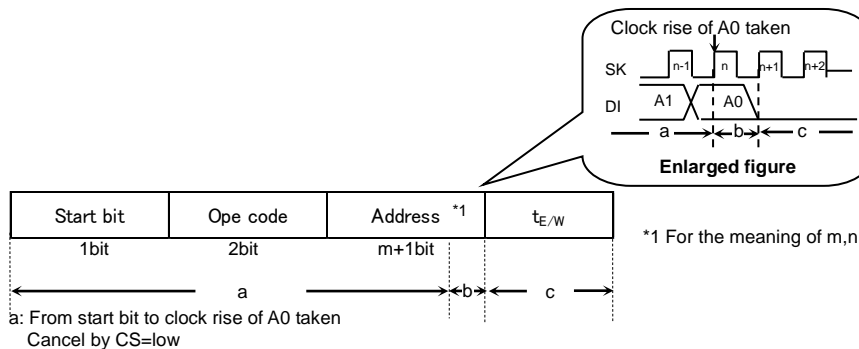 Clock rise of A0 taken
SK n-1 n n+1 n+2
DI A1 A0
a b c
Enlarged figure
Start bit Ope code Address *1 tE/W
1bit 2bit m+1bit
*1 For the meaning of m,n
a b c
a: From start bit to clock rise of A0 taken
Cancel by CS=low